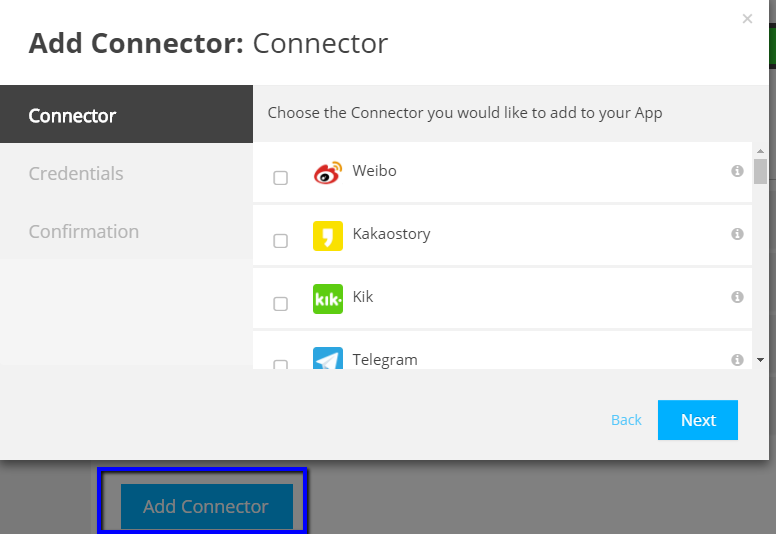 ×
Add Connector: Connector
Connector
Credentials
Confirmation
Choose the Connector you would like to add to your App
Weibo
Kakaostory
kik·
Kik
Telegram
Back
Next
Add Connector